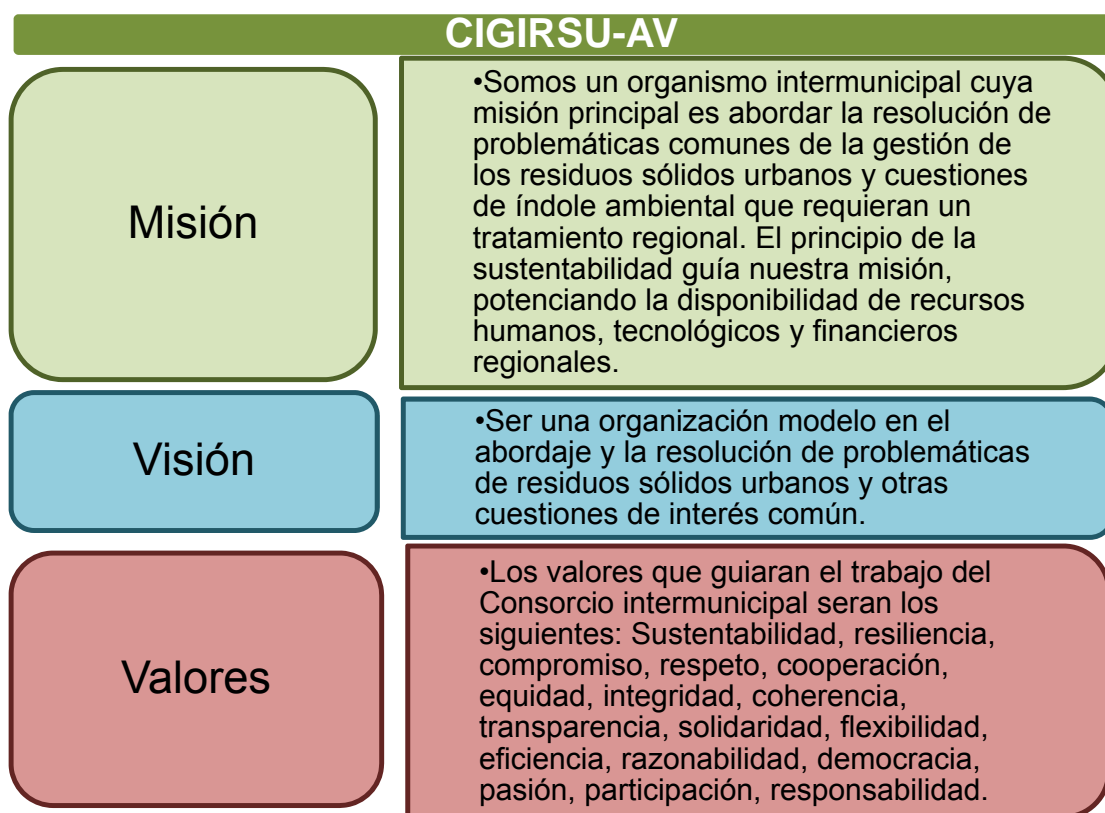 CIGIRSU-AV
Misión
•Somos un organismo intermunicipal cuya
misión principal es abordar la resolución de
problemáticas comunes de la gestión de
los residuos sólidos urbanos y cuestiones
de índole ambiental que requieran un
tratamiento regional. El principio de la
sustentabilidad guía nuestra misión,
potenciando la disponibilidad de recursos
humanos, tecnológicos y financieros
regionales.
Visión
•Ser una organización modelo en el
abordaje y la resolución de problemáticas
de residuos sólidos urbanos y otras
cuestiones de interés común.
Valores
•Los valores que guiaran el trabajo del
Consorcio intermunicipal seran los
siguientes: Sustentabilidad, resiliencia,
compromiso, respeto, cooperación,
equidad, integridad, coherencia,
transparencia, solidaridad, flexibilidad,
eficiencia, razonabilidad, democracia,
pasión, participación, responsabilidad.